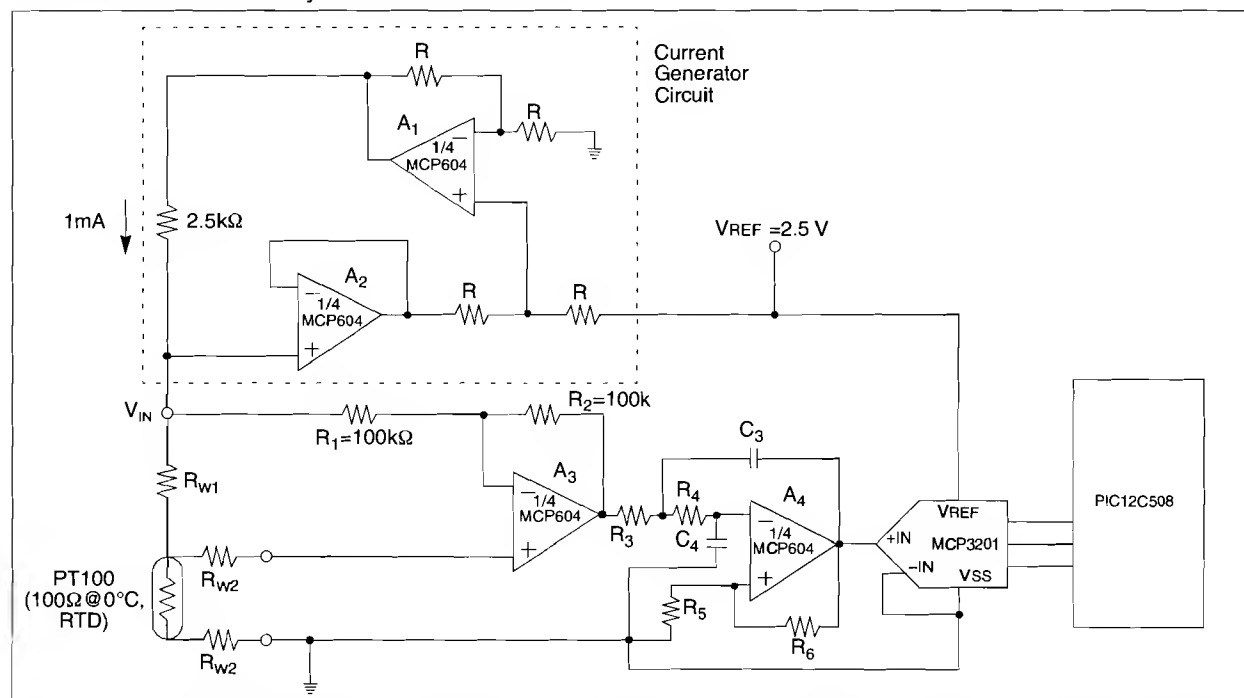 R
Current
Generator
Circuit
R
A1
1/4
MCP604
−
+
1mA
2.5kΩ
VREF =2.5 V
A2
−
1/4
MCP604
+
R
R
VIN
R1=100kΩ
R2=100k
C3
RW1
A3
−
1/4
MCP604
+
R3
R4
C4
A4
−
1/4
MCP604
+
VREF
+IN
MCP3201
−IN
VSS
PIC12C508
PT100
(100Ω@0°C,
RTD)
RW2
R5
R6
RW2